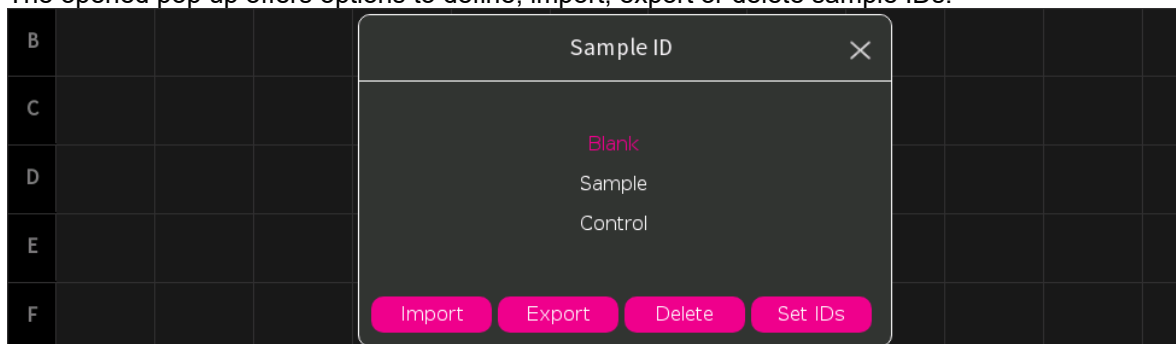 The opened pop-up offers options to define, import, export or delete sample IDs.
B
Sample ID
C
Blank
D
Sample
Control
E
F
Import Export Delete Set IDs